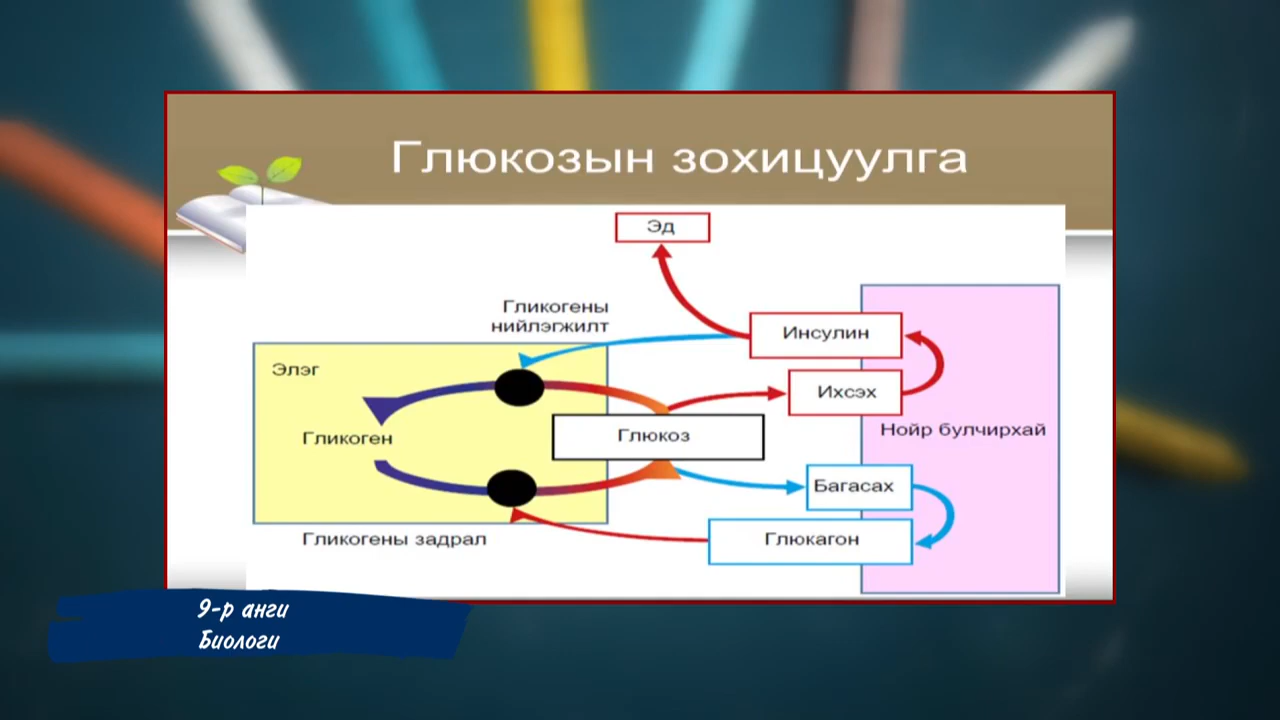 Глюкозын зохицуулга
Эд
Гликогены
нийлэгжилт
Инсулин
Элэг
Ихсэх
Гликоген
Глюкоз
Нойр булчирхай
Багасах
Гликогены задрал
Глюкагон
9-р анги
Биологи